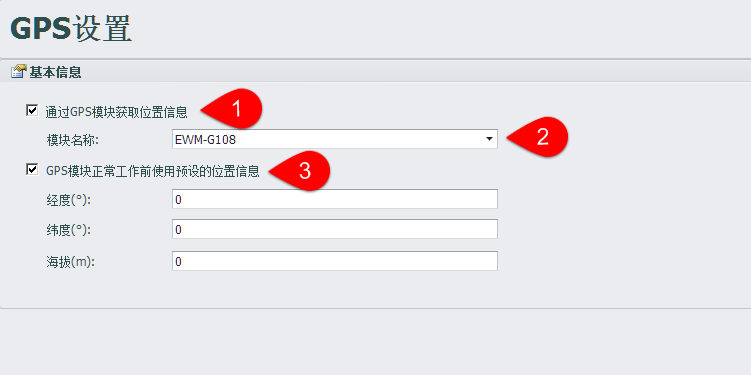 GPS设置
基本信息
通过GPS模块获取位置信息 1
模块名称: EWM-G108 2
GPS模块正常工作前使用预设的位置信息 3
经度(°): 0
纬度(°): 0
海拔(m): 0